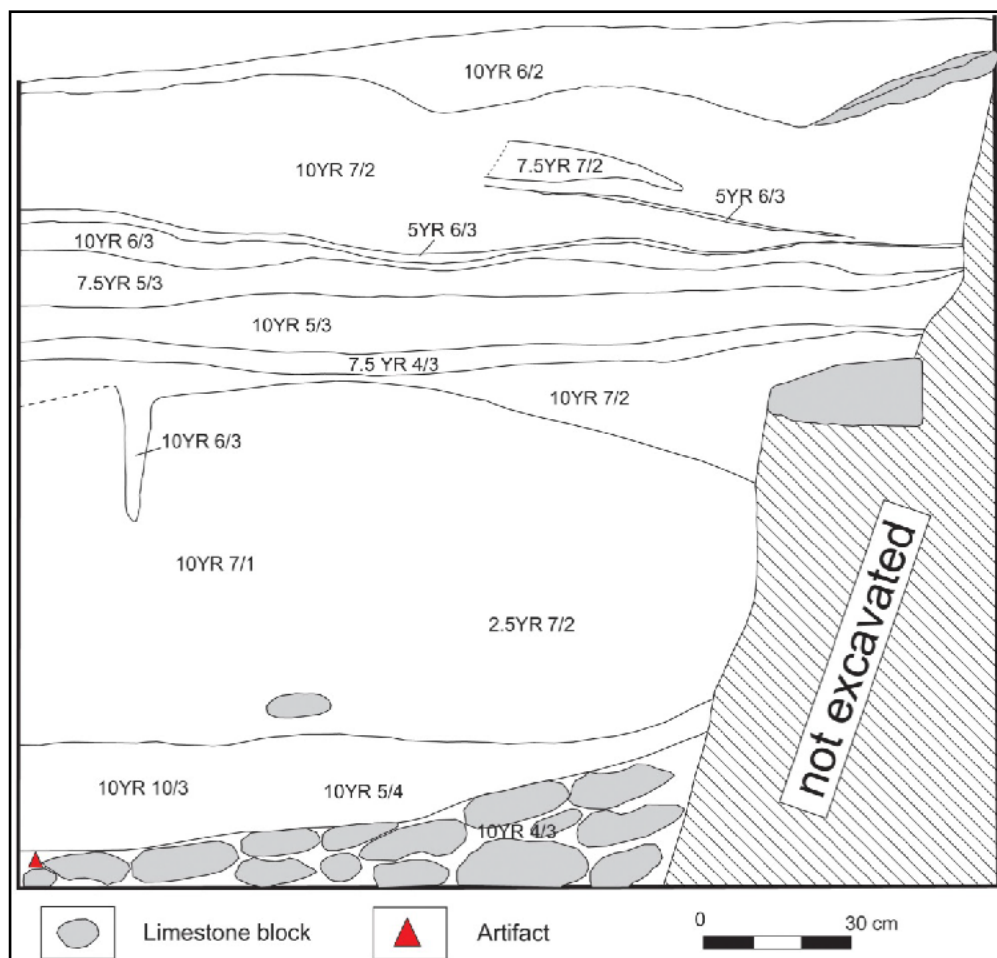 10YR 6/2
10YR 7/2
7.5YR 7/2
5YR 6/3
5YR 6/3
10YR 6/3
7.5YR 5/3
10YR 5/3
7.5 YR 4/3
10YR 7/2
10YR 6/3
10YR 7/1
2.5YR 7/2
not excavated
10YR 10/3
10YR 5/4
10YR 4/3
Limestone block
Artifact
0 30 cm